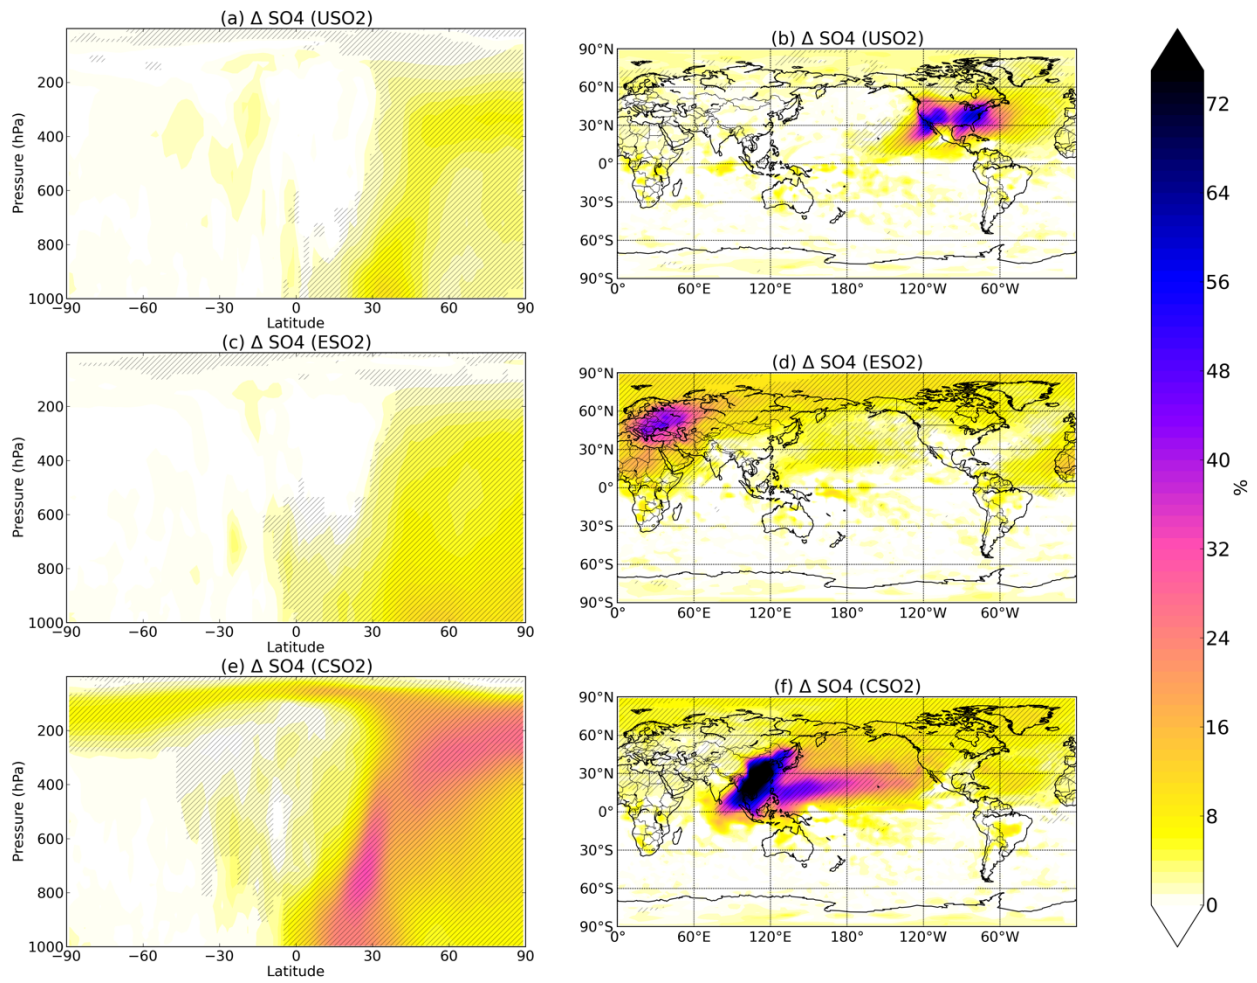 (a) Δ SO4 (USO2)
Pressure (hPa)
200
400
600
800
1000
−90 −60 −30 0 30 60 90
Latitude
(b) Δ SO4 (USO2)
90°N
60°N
30°N
0°
30°S
60°S
90°S
0° 60°E 120°E 180° 120°W 60°W
(c) Δ SO4 (ESO2)
Pressure (hPa)
200
400
600
800
1000
−90 −60 −30 0 30 60 90
Latitude
(d) Δ SO4 (ESO2)
90°N
60°N
30°N
0°
30°S
60°S
90°S
0° 60°E 120°E 180° 120°W 60°W
(e) Δ SO4 (CSO2)
Pressure (hPa)
200
400
600
800
1000
−90 −60 −30 0 30 60 90
Latitude
(f) Δ SO4 (CSO2)
90°N
60°N
30°N
0°
30°S
60°S
90°S
0° 60°E 120°E 180° 120°W 60°W
72
64
56
48
40
32
24
16
8
0
%